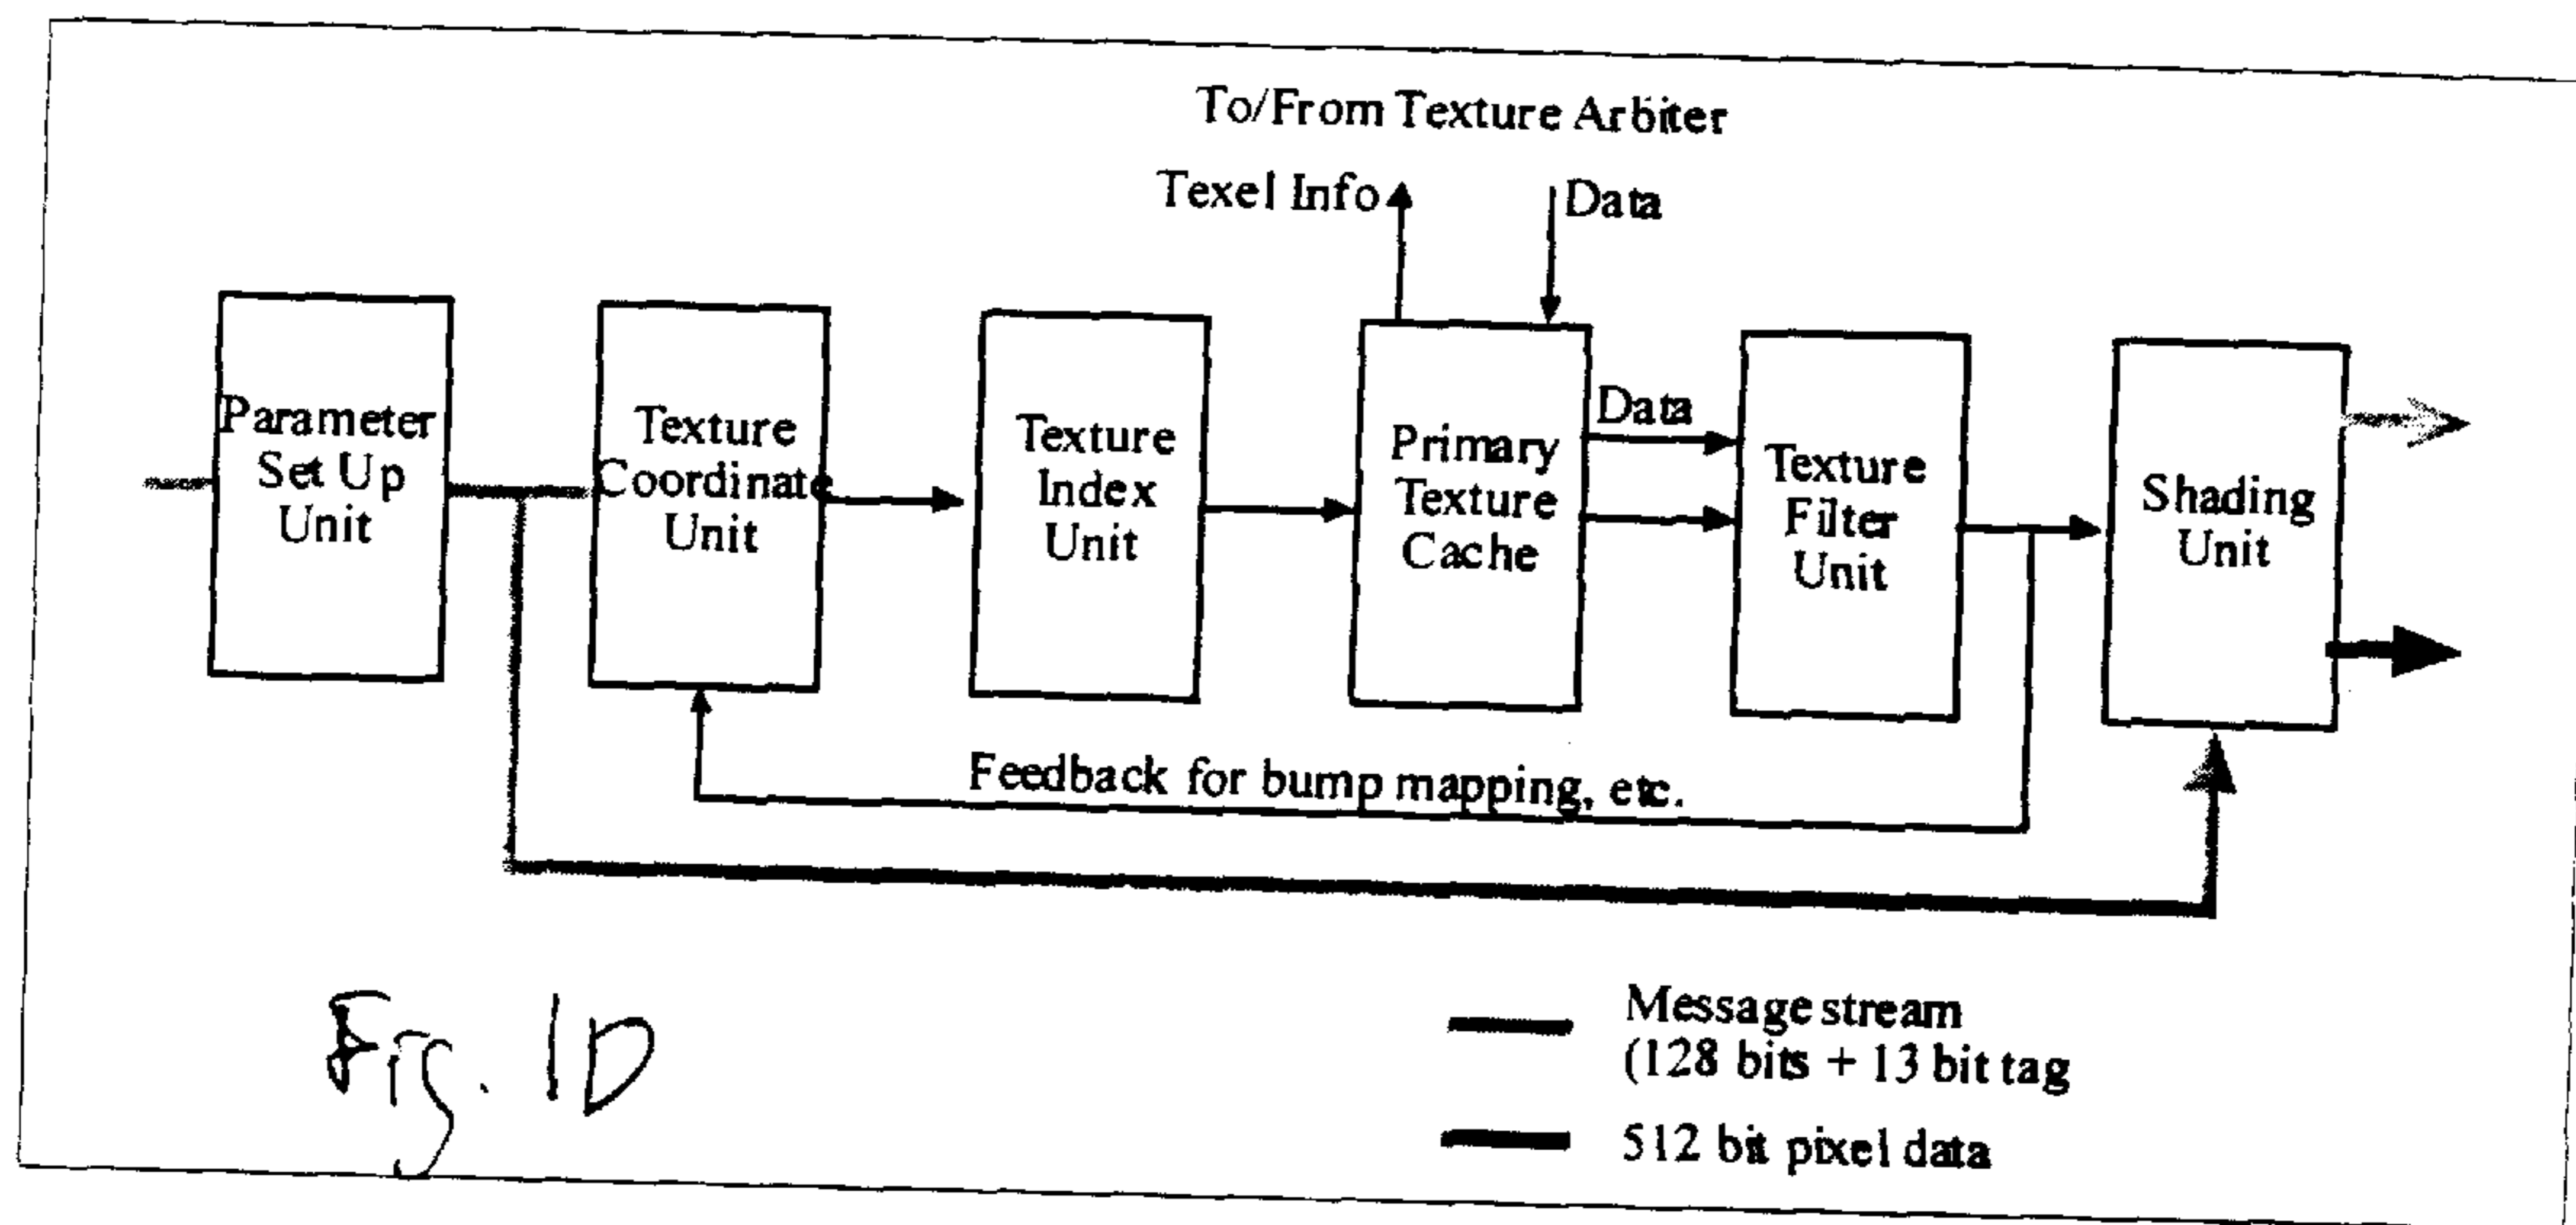 To/From Texture Arbiter
Texel Info
Data
Parameter
Set Up
Unit
Texture
Coordinate
Unit
Texture
Index
Unit
Primary
Texture
Cache
Data
Texture
Filter
Unit
Shading
Unit
Feedback for bump mapping, etc.
Message stream
(128 bits + 13 bit tag
512 bit pixel data
Fig. 1D